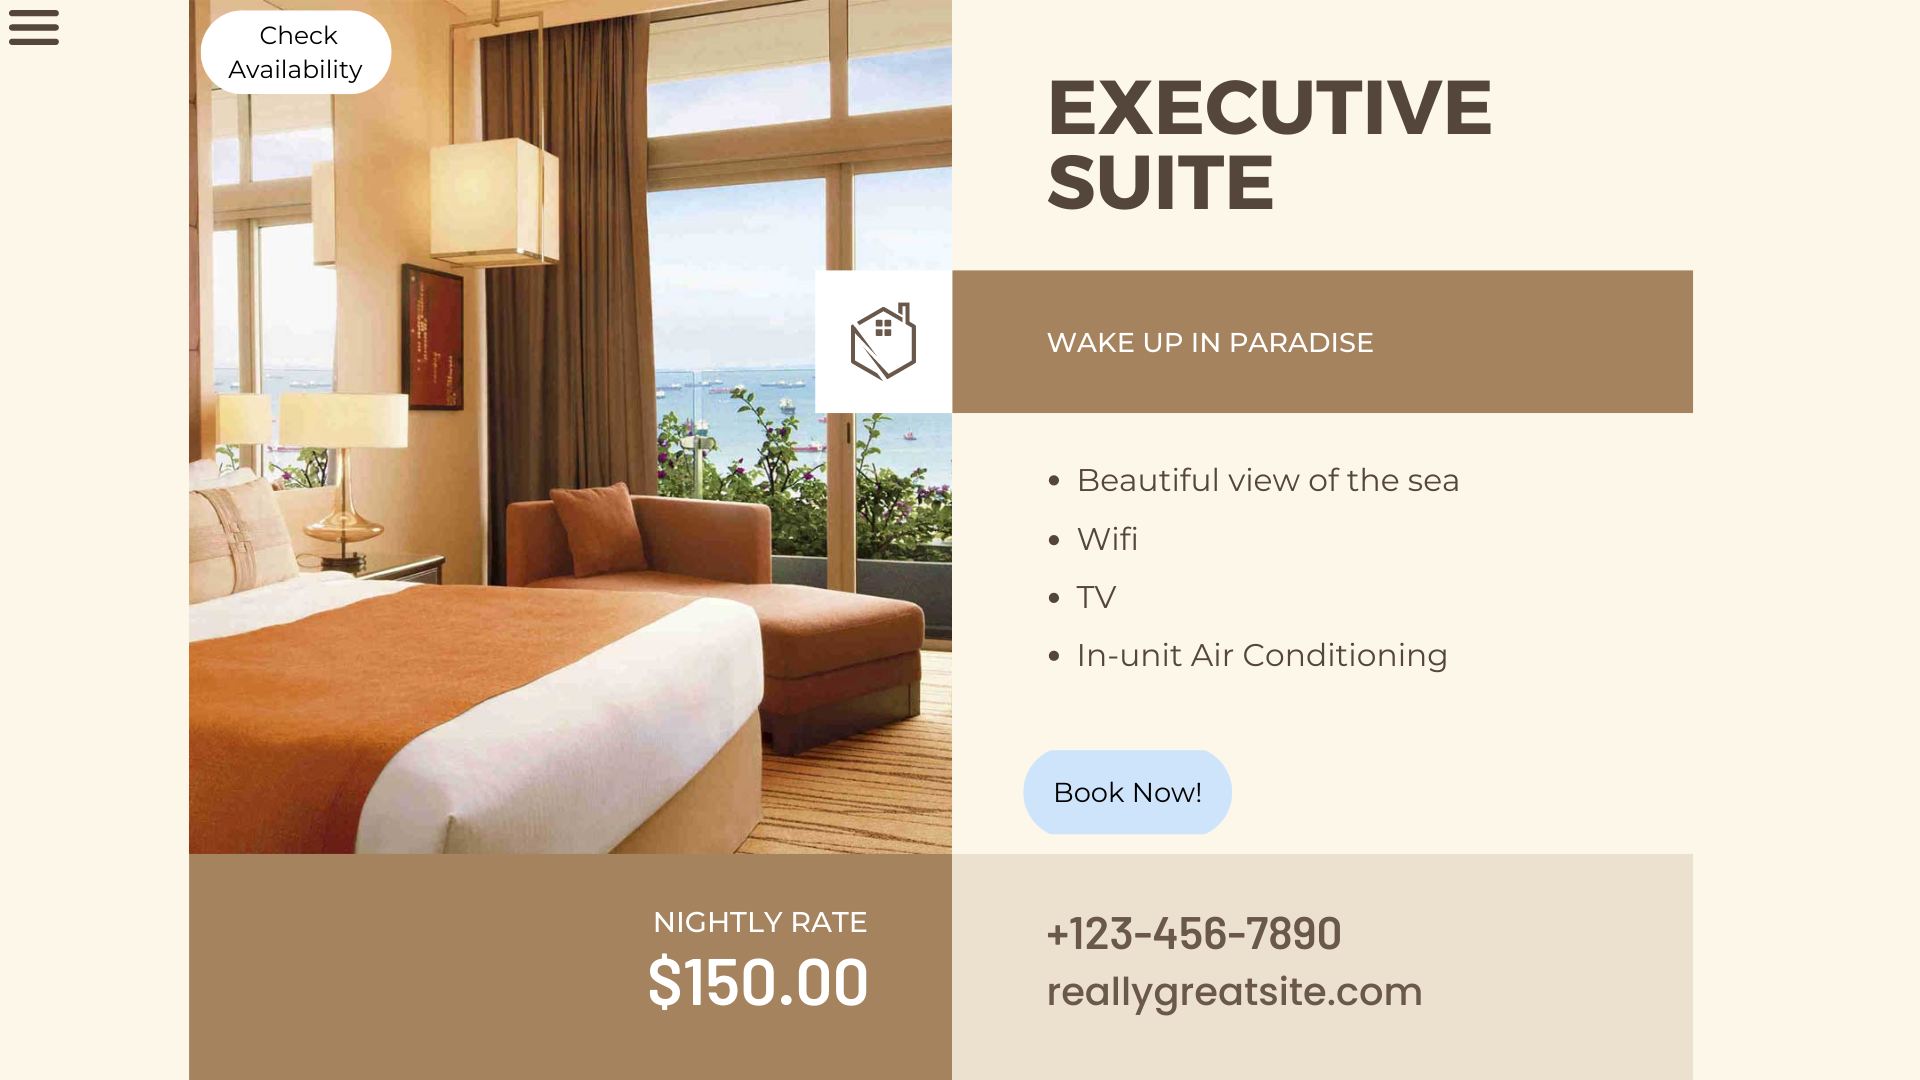 Check
Availability
EXECUTIVE
SUITE
WAKE UP IN PARADISE
• Beautiful view of the sea
• Wifi
• TV
• In-unit Air Conditioning
Book Now!
NIGHTLY RATE
$150.00
+123-456-7890
reallygreatsite.com